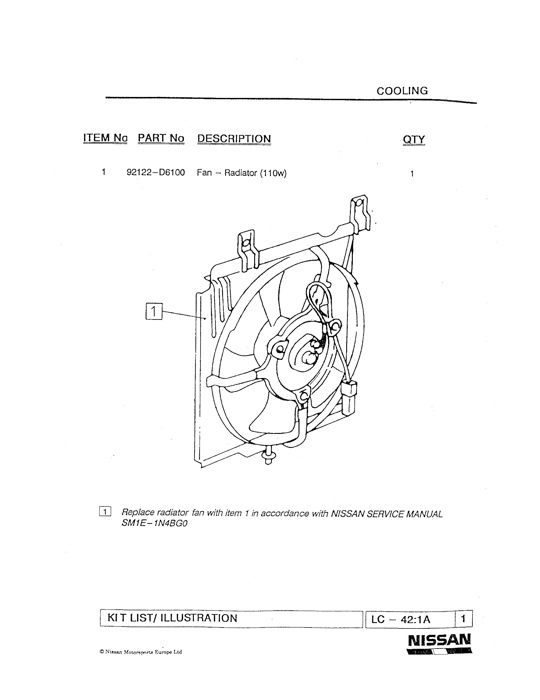 COOLING
ITEM No PART No DESCRIPTION QTY
1 92122-D6100 Fan - Radiator (110w) 1
1
1 Replace radiator fan with item 1 in accordance with NISSAN SERVICE MANUAL
SM1E-1N4BG0
KIT LIST/ ILLUSTRATION LC - 42:1A 1
NISSAN
© Nissan Motorsports Europe Ltd